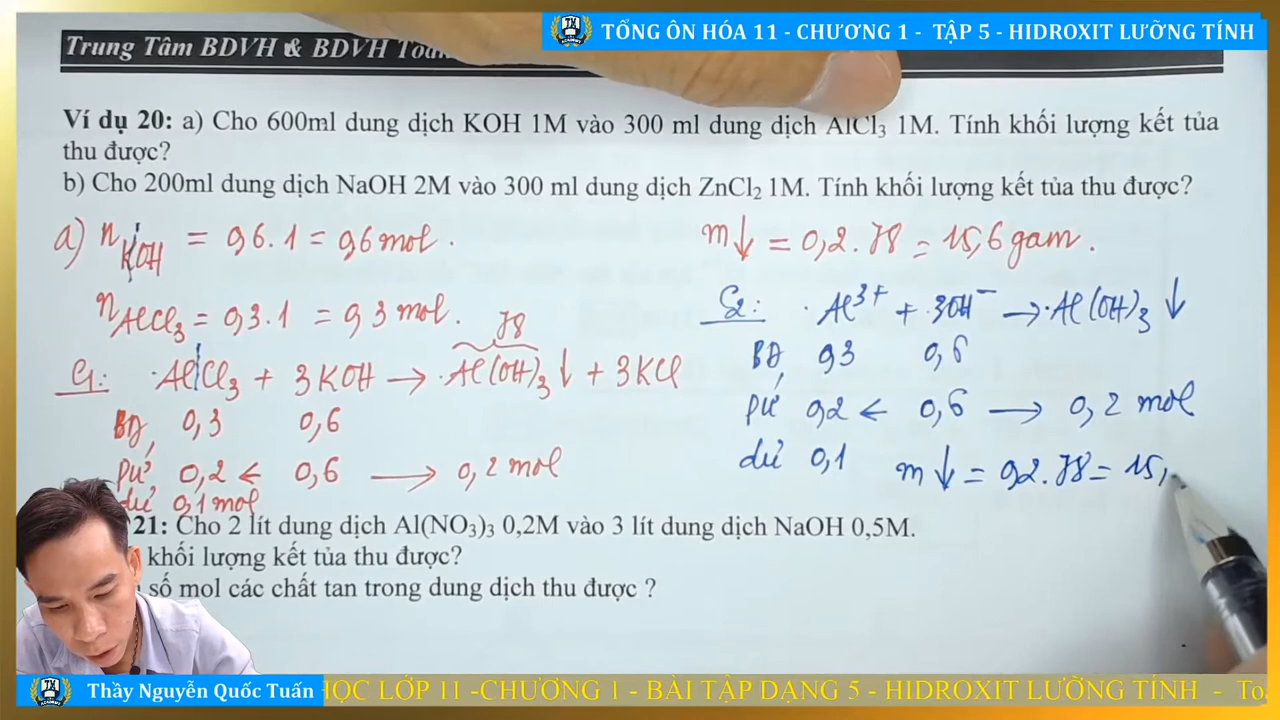 TỔNG ÔN HÓA 11 - CHƯƠNG 1 - TẬP 5 - HIDROXIT LƯỠNG TÍNH
Trung Tâm BDVH & BDVH Toán
Ví dụ 20: a) Cho 600ml dung dịch KOH 1M vào 300 ml dung dịch AlCl₃ 1M. Tính khối lượng kết tủa
thu được?
b) Cho 200ml dung dịch NaOH 2M vào 300 ml dung dịch ZnCl₂ 1M. Tính khối lượng kết tủa thu được?
a) n KOH = 0,6.1 = 0,6 mol.
n AlCl₃ = 0,3.1 = 0,3 mol.
78
C1: AlCl₃ + 3KOH → Al(OH)₃↓ + 3KCl
BĐ 0,3 0,6
pư 0,2 ← 0,6 → 0,2 mol
dư 0,1 mol
m↓ = 0,2.78 = 15,6 gam.
C2: Al³⁺ + 3OH⁻ → Al(OH)₃↓
BĐ 0,3 0,6
pư 0,2 ← 0,6 → 0,2 mol
dư 0,1
m↓ = 0,2.78 = 15,
21: Cho 2 lít dung dịch Al(NO₃)₃ 0,2M vào 3 lít dung dịch NaOH 0,5M.
khối lượng kết tủa thu được?
số mol các chất tan trong dung dịch thu được ?
Thầy Nguyễn Quốc Tuấn
HỌC LỚP 11 -CHƯƠNG 1 - BÀI TẬP DẠNG 5 - HIDROXIT LƯỠNG TÍNH - To